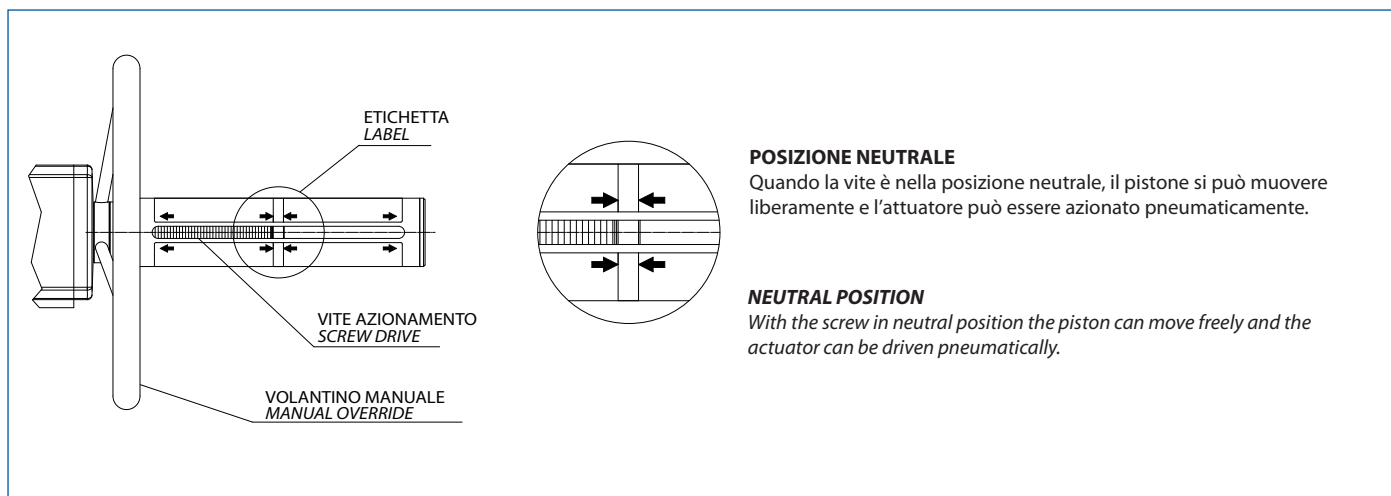 ETICHETTA
LABEL
VITE AZIONAMENTO
SCREW DRIVE
VOLANTINO MANUALE
MANUAL OVERRIDE
POSIZIONE NEUTRALE
Quando la vite è nella posizione neutrale, il pistone si può muovere
liberamente e l’attuatore può essere azionato pneumaticamente.
NEUTRAL POSITION
With the screw in neutral position the piston can move freely and the
actuator can be driven pneumatically.